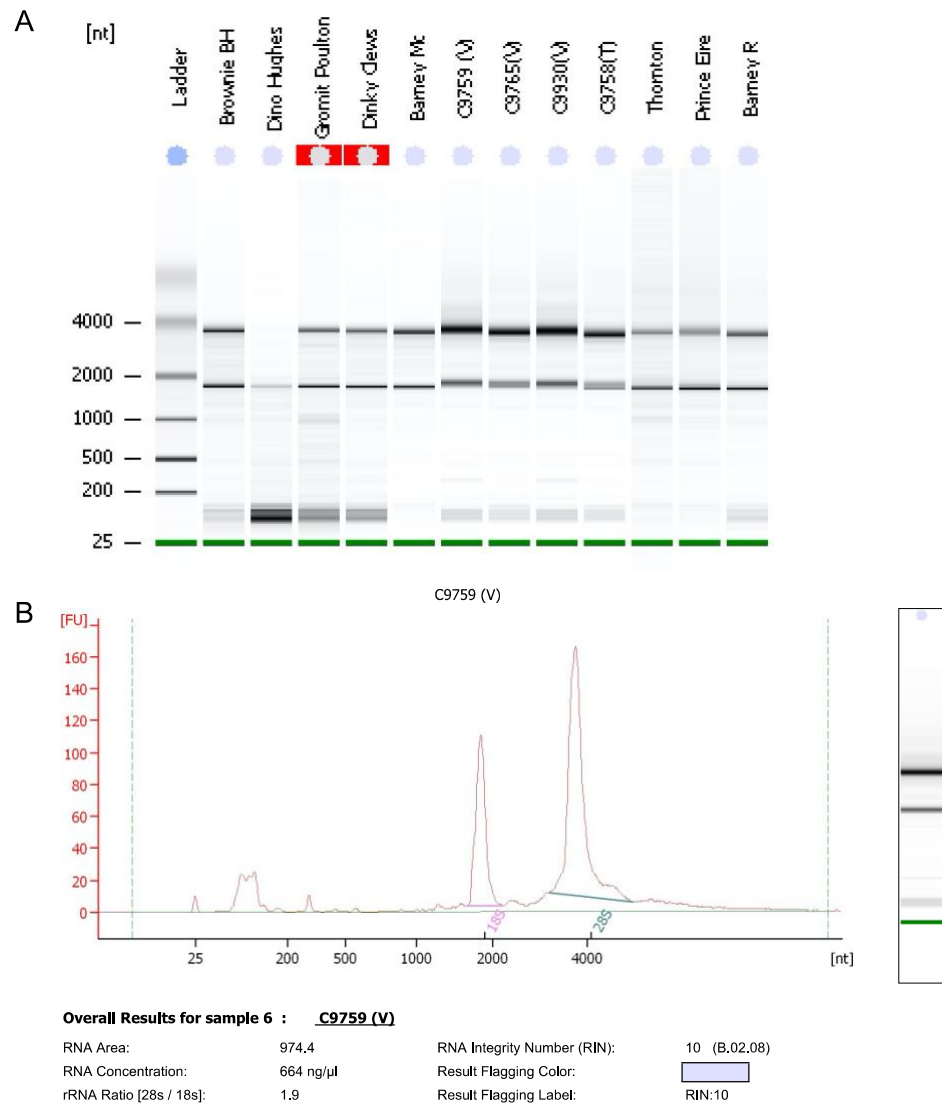 A
[nt]
Ladder
Brownie BH
Dino Hughes
Grommit Poulton
Dinky Clews
Barney Mc
C9759 (V)
C9765(V)
C9930(V)
C9758(T)
Thornton
Prince Eire
Barney R
4000
2000
1000
500
200
25
C9759 (V)
B
[FU]
160
140
120
100
80
60
40
20
0
18S
28S
25 200 500 1000 2000 4000 [nt]
Overall Results for sample 6 : C9759 (V)
RNA Area: 974.4 RNA Integrity Number (RIN): 10 (B.02.08)
RNA Concentration: 664 ng/µl Result Flagging Color:
rRNA Ratio [28s / 18s]: 1.9 Result Flagging Label: RIN:10